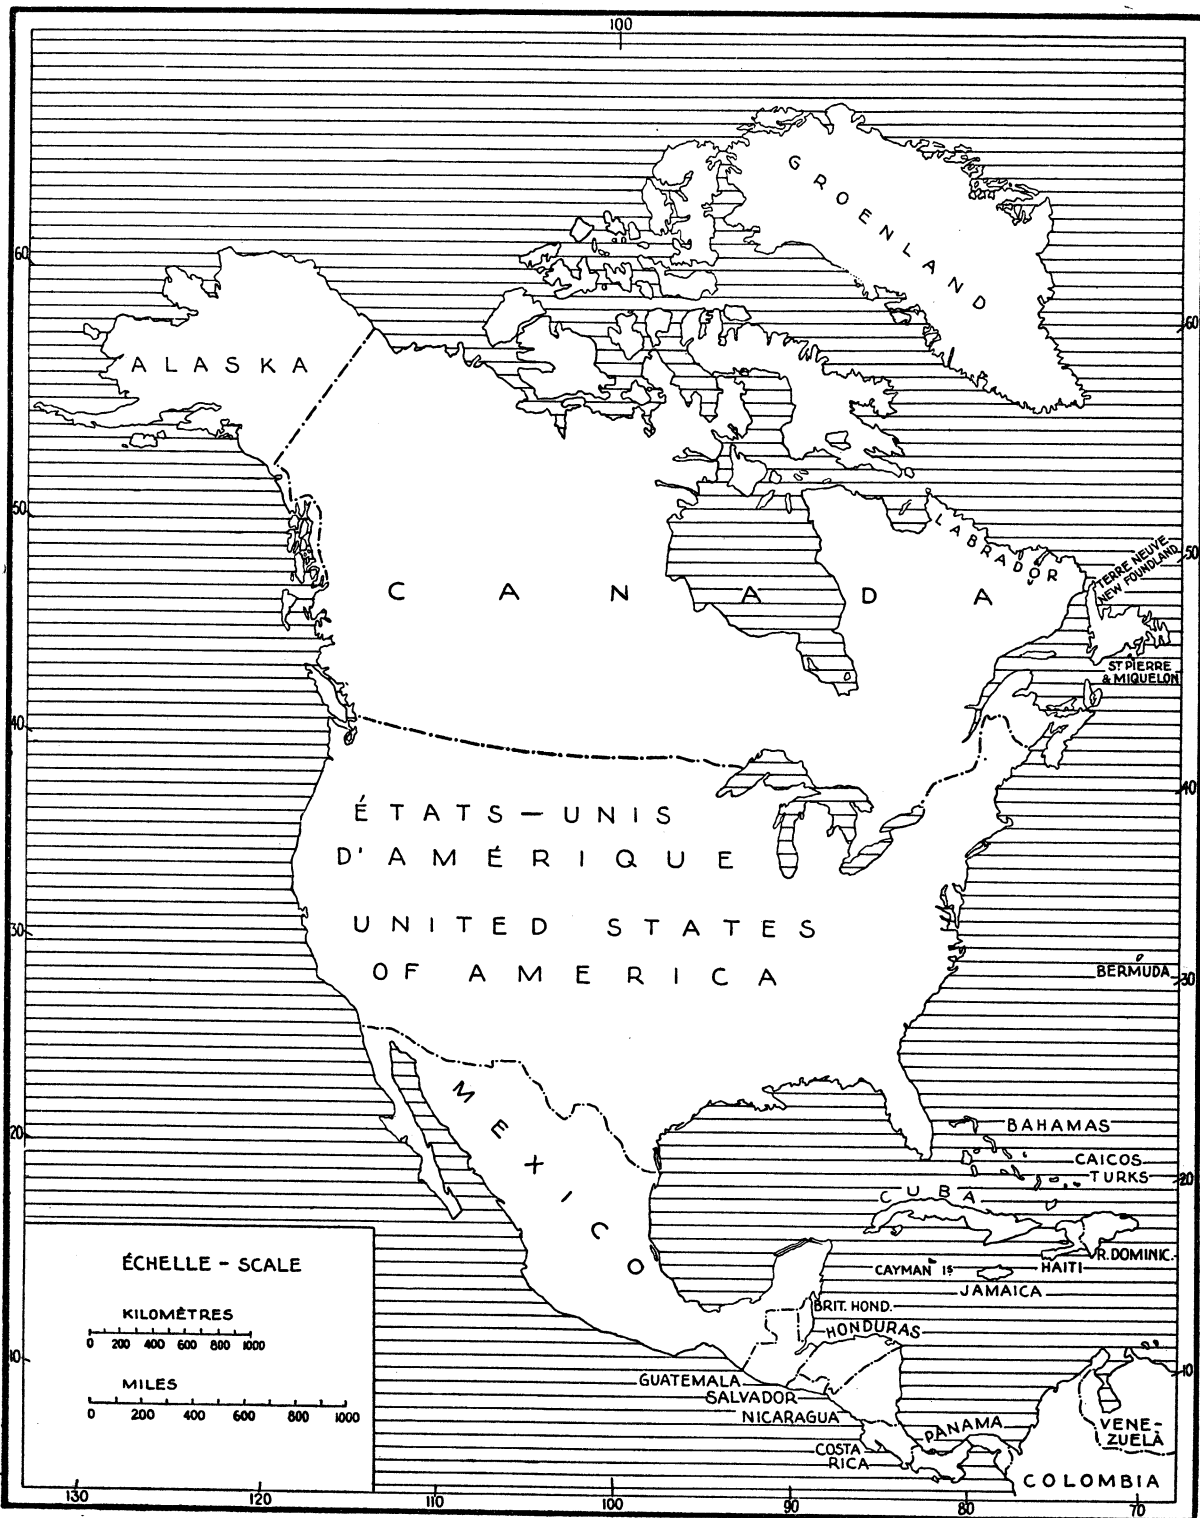 100
GROENLAND
60
60
ALASKA
50
LABRADOR
50
TERRE NEUVE
NEW FOUNDLAND
CANADA
ST PIERRE
& MIQUELON
40
40
ÉTATS-UNIS
D'AMÉRIQUE
UNITED STATES
OF AMERICA
30
BERMUDA
30
MEXICO
20
BAHAMAS
CAICOS
TURKS
20
CUBA
R. DOMINIC.
HAITI
CAYMAN IS
JAMAICA
ÉCHELLE - SCALE
KILOMÈTRES
0 200 400 600 800 1000
MILES
0 200 400 600 800 1000
BRIT. HOND.
HONDURAS
10
10
GUATEMALA
SALVADOR
NICARAGUA
COSTA
RICA
PANAMA
VENE-
ZUELÀ
COLOMBIA
130 120 110 100 90 80 70